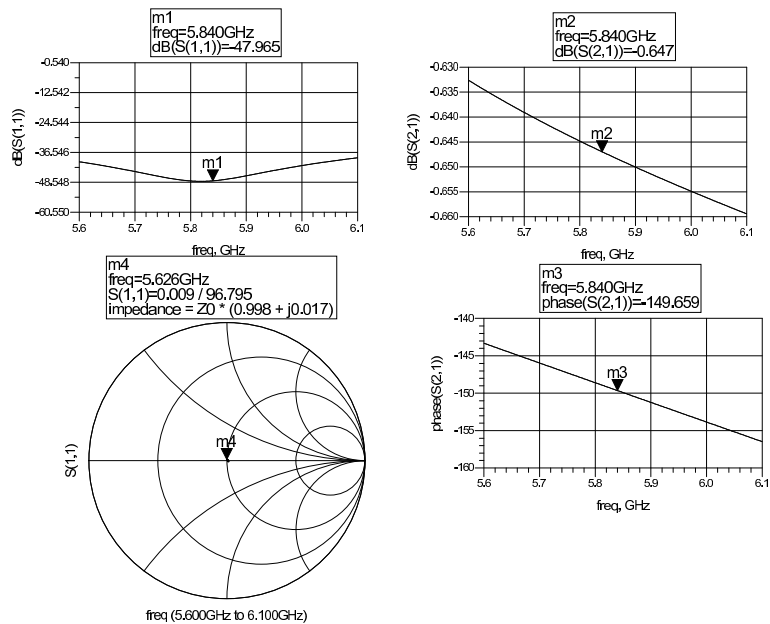 m1
freq=5.840GHz
dB(S(1,1))=-47.965
-0.540
-12.542
-24.544
-36.546
-48.548
-60.550
dB(S(1,1))
m1
5.6
5.7
5.8
5.9
6.0
6.1
freq, GHz
m2
freq=5.840GHz
dB(S(2,1))=-0.647
-0.630
-0.635
-0.640
-0.645
-0.650
-0.655
-0.660
dB(S(2,1))
m2
5.6
5.7
5.8
5.9
6.0
6.1
freq, GHz
m4
freq=5.626GHz
S(1,1)=0.009 / 96.795
impedance = Z0 * (0.998 + j0.017)
S(1,1)
m4
freq (5.600GHz to 6.100GHz)
m3
freq=5.840GHz
phase(S(2,1))=-149.659
-140
-145
-150
-155
-160
phase(S(2,1))
m3
5.6
5.7
5.8
5.9
6.0
6.1
freq, GHz